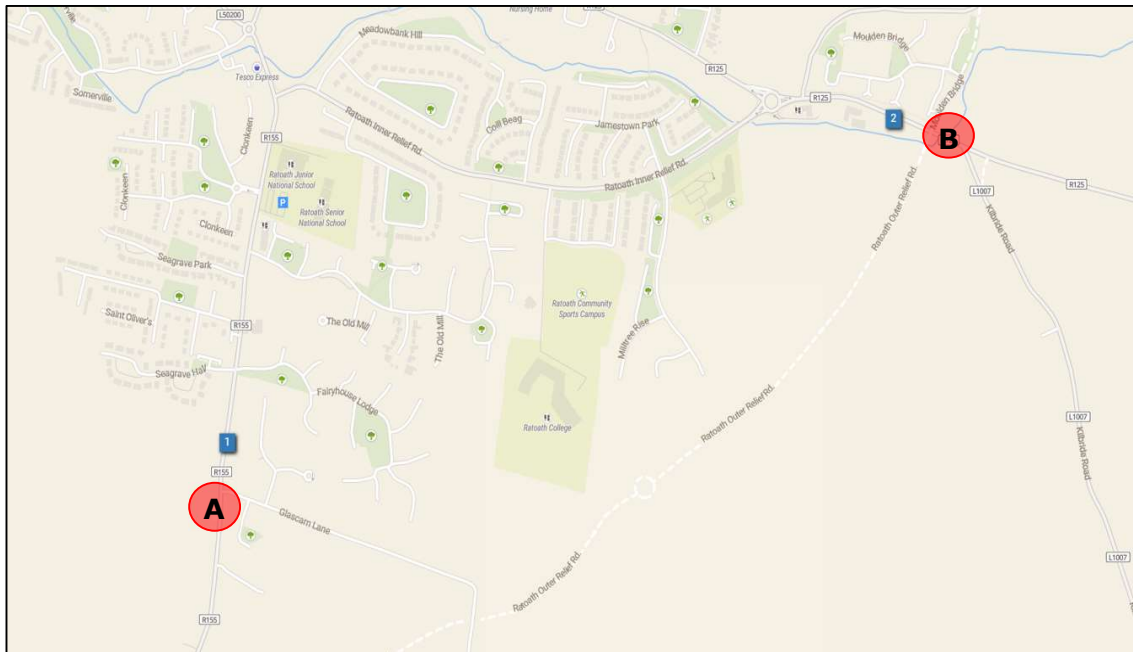 L50200
Nursing Home
Meadowbank Hill
Moulden Bridge
R125
Tesco Express
Somerville
R125
Coill Beag
Ratoath Inner Relief Rd.
Jamestown Park
2
Moulden Bridge
B
R155
Clonkeen
Ratoath Junior
National School
P
Ratoath Senior
National School
Clonkeen
Clonkeen
Ratoath Inner Relief Rd.
Ratoath Outer Relief Rd.
L1007
R125
Kilbride Road
Seagrave Park
Saint Oliver's
R155
The Old Mill
The Old Mill
Ratoath Community
Sports Campus
Milltree Rise
Seagrave Hall
Fairyhouse Lodge
Ratoath College
Ratoath Outer Relief Rd.
L1007
Kilbride Road
1
R155
A
Glascarn Lane
Ratoath Outer Relief Rd.
L1007
R155